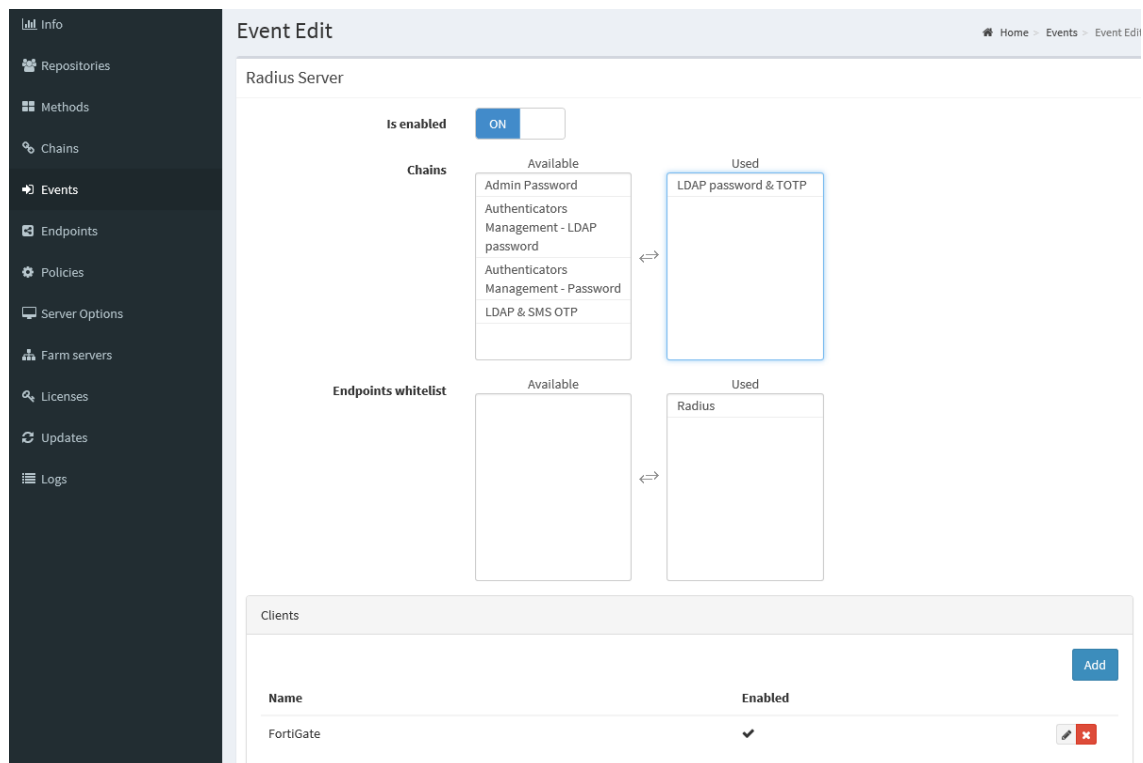 Info
Repositories
Methods
Chains
Events
Endpoints
Policies
Server Options
Farm servers
Licenses
Updates
Logs
Event Edit
Home > Events > Event Edit
Radius Server
Is enabled
ON
Chains
Available
Admin Password
Authenticators
Management - LDAP
password
Authenticators
Management - Password
LDAP & SMS OTP
Used
LDAP password & TOTP
Endpoints whitelist
Available
Used
Radius
Clients
Add
Name Enabled
FortiGate